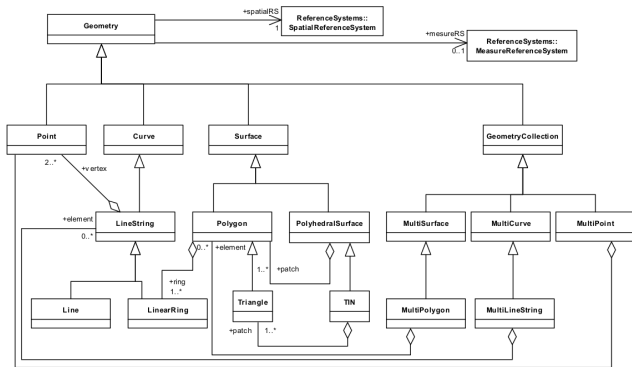 Geometry
+spatialRS
1
ReferenceSystems::
SpatialReferenceSystem
+mesureRS
0..1
ReferenceSystems::
MeasureReferenceSystem
Point
Curve
Surface
GeometryCollection
2..*
+vertex
+element
0..*
LineString
Polygon
PolyhedralSurface
MultiSurface
MultiCurve
MultiPoint
0..*
+element
1..*
+patch
+ring
1..*
Line
LinearRing
Triangle
TIN
MultiPolygon
MultiLineString
+patch
1..*